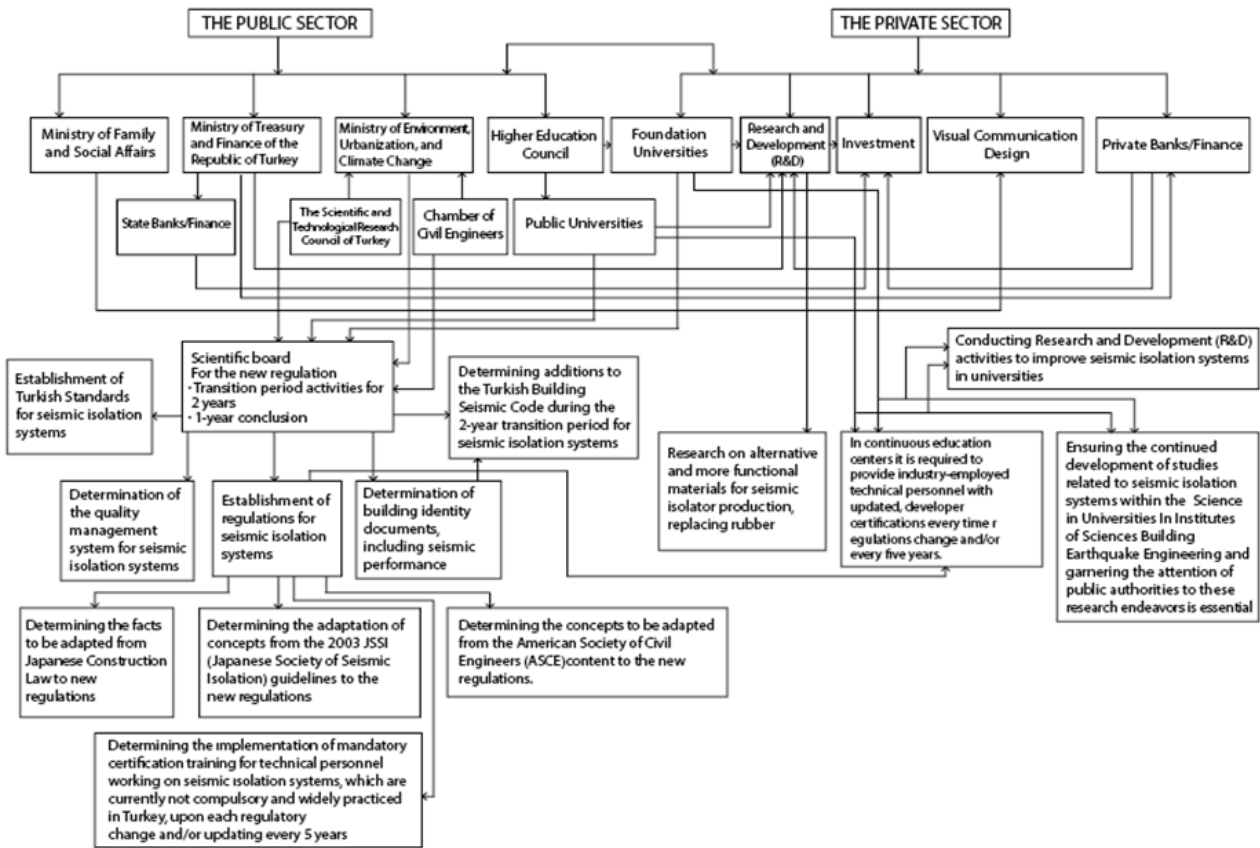 THE PUBLIC SECTOR
THE PRIVATE SECTOR
Ministry of Family
and Social Affairs
Ministry of Treasury
and Finance of the
Republic of Turkey
Ministry of Environment,
Urbanization, and
Climate Change
Higher Education
Council
Foundation
Universities
Research and
Development
(R&D)
Investment
Visual Communication
Design
Private Banks/Finance
State Banks/Finance
The Scientific and
Technological Research
Council of Turkey
Chamber of
Civil Engineers
Public Universities
Establishment of
Turkish Standards
for seismic isolation
systems
Scientific board
For the new regulation
· Transition period activities for
2 years
· 1-year conclusion
Determining additions to
the Turkish Building
Seismic Code during the
2-year transition period for
seismic isolation systems
Conducting Research and Development (R&D)
activities to improve seismic isolation systems
in universities
Determination of
the quality
management
system for seismic
isolation systems
Establishment of
regulations for
seismic isolation
systems
Determination of
building identity
documents,
including seismic
performance
Research on alternative
and more functional
materials for seismic
isolator production,
replacing rubber
In continuous education
centers it is required to
provide industry-employed
technical personnel with
updated, developer
certifications every time r
egulations change and/or
every five years.
Ensuring the continued
development of studies
related to seismic isolation
systems within the Science
in Universities In Institutes
of Sciences Building
Earthquake Engineering and
garnering the attention of
public authorities to these
research endeavors is essential
Determining the facts
to be adapted from
Japanese Construction
Law to new
regulations
Determining the adaptation of
concepts from the 2003 JSSI
(Japanese Society of Seismic
Isolation) guidelines to the
new regulations
Determining the concepts to be adapted
from the American Society of Civil
Engineers (ASCE)content to the new
regulations.
Determining the implementation of mandatory
certification training for technical personnel
working on seismic isolation systems, which are
currently not compulsory and widely practiced
in Turkey, upon each regulatory
change and/or updating every 5 years